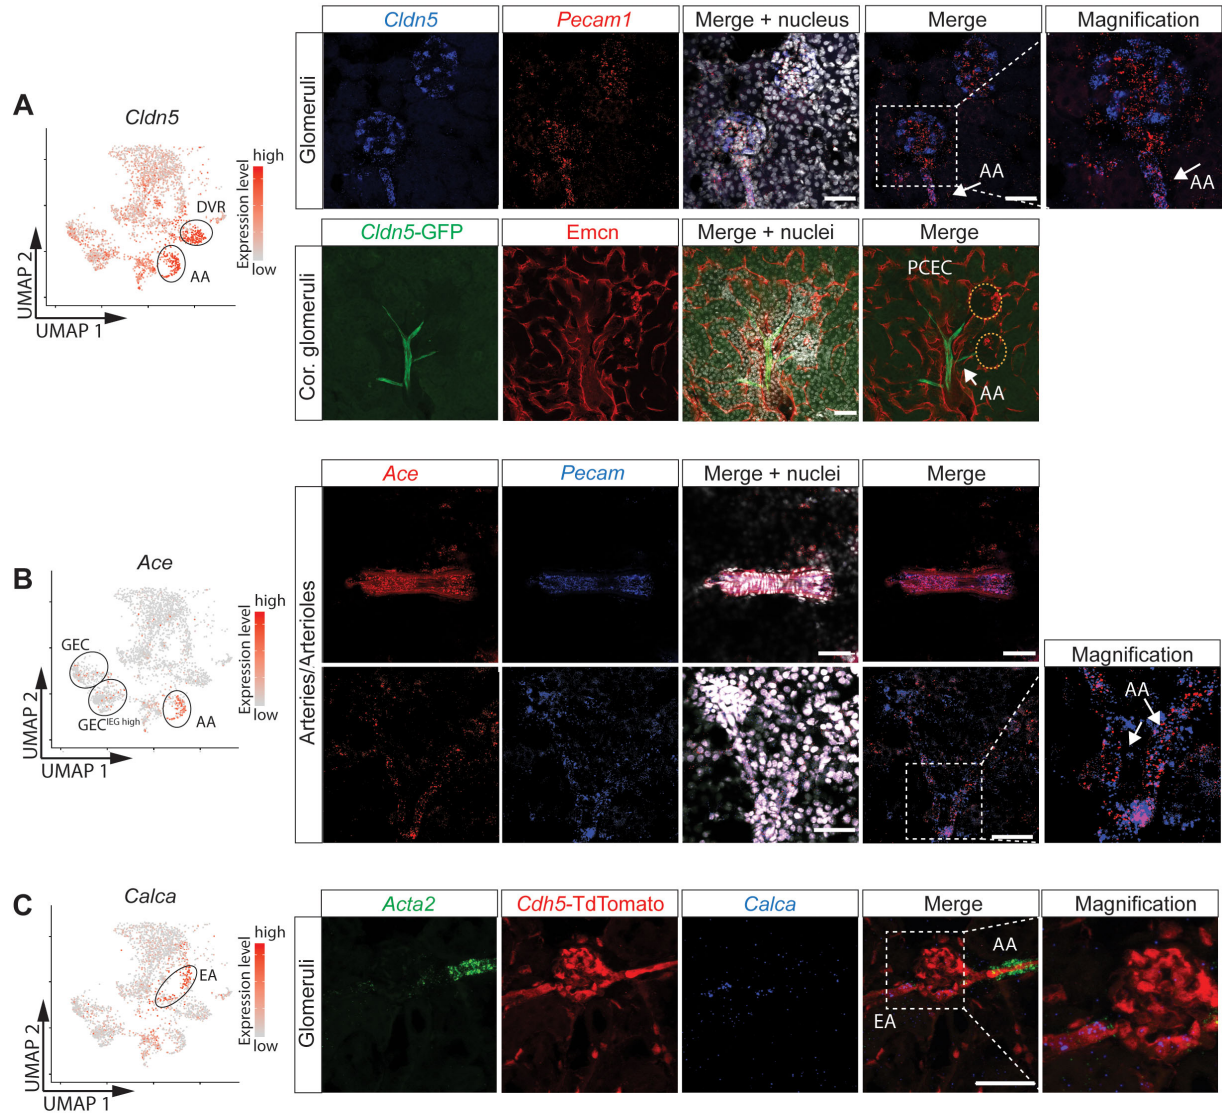 A
Cldn5
high
Expression level
low
DVR
AA
UMAP 2
UMAP 1
Cldn5
Pecam1
Merge + nucleus
Merge
Magnification
Glomeruli
AA
AA
Cldn5-GFP
Emcn
Merge + nuclei
Merge
Cor. glomeruli
PCEC
AA
B
Ace
high
Expression level
low
GEC
GEC IEG high
AA
UMAP 2
UMAP 1
Ace
Pecam
Merge + nuclei
Merge
Arteries/Arterioles
Magnification
AA
C
Calca
high
Expression level
low
EA
UMAP 2
UMAP 1
Acta2
Cdh5-TdTomato
Calca
Merge
Magnification
Glomeruli
AA
EA